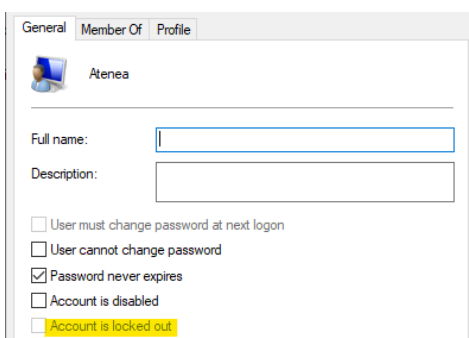 General Member Of Profile
Atenea
Full name:
Description:
User must change password at next logon
User cannot change password
Password never expires
Account is disabled
Account is locked out